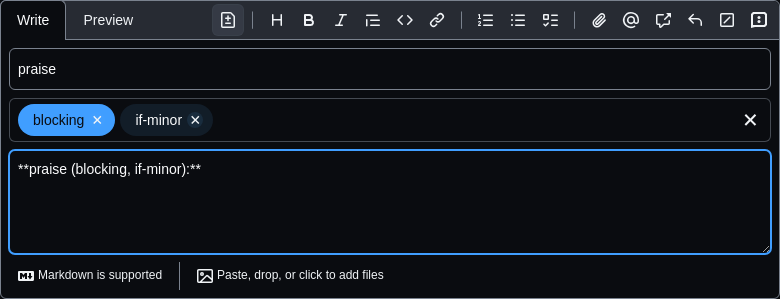 Write Preview
praise
blocking if-minor
**praise (blocking, if-minor):**
Markdown is supported Paste, drop, or click to add files